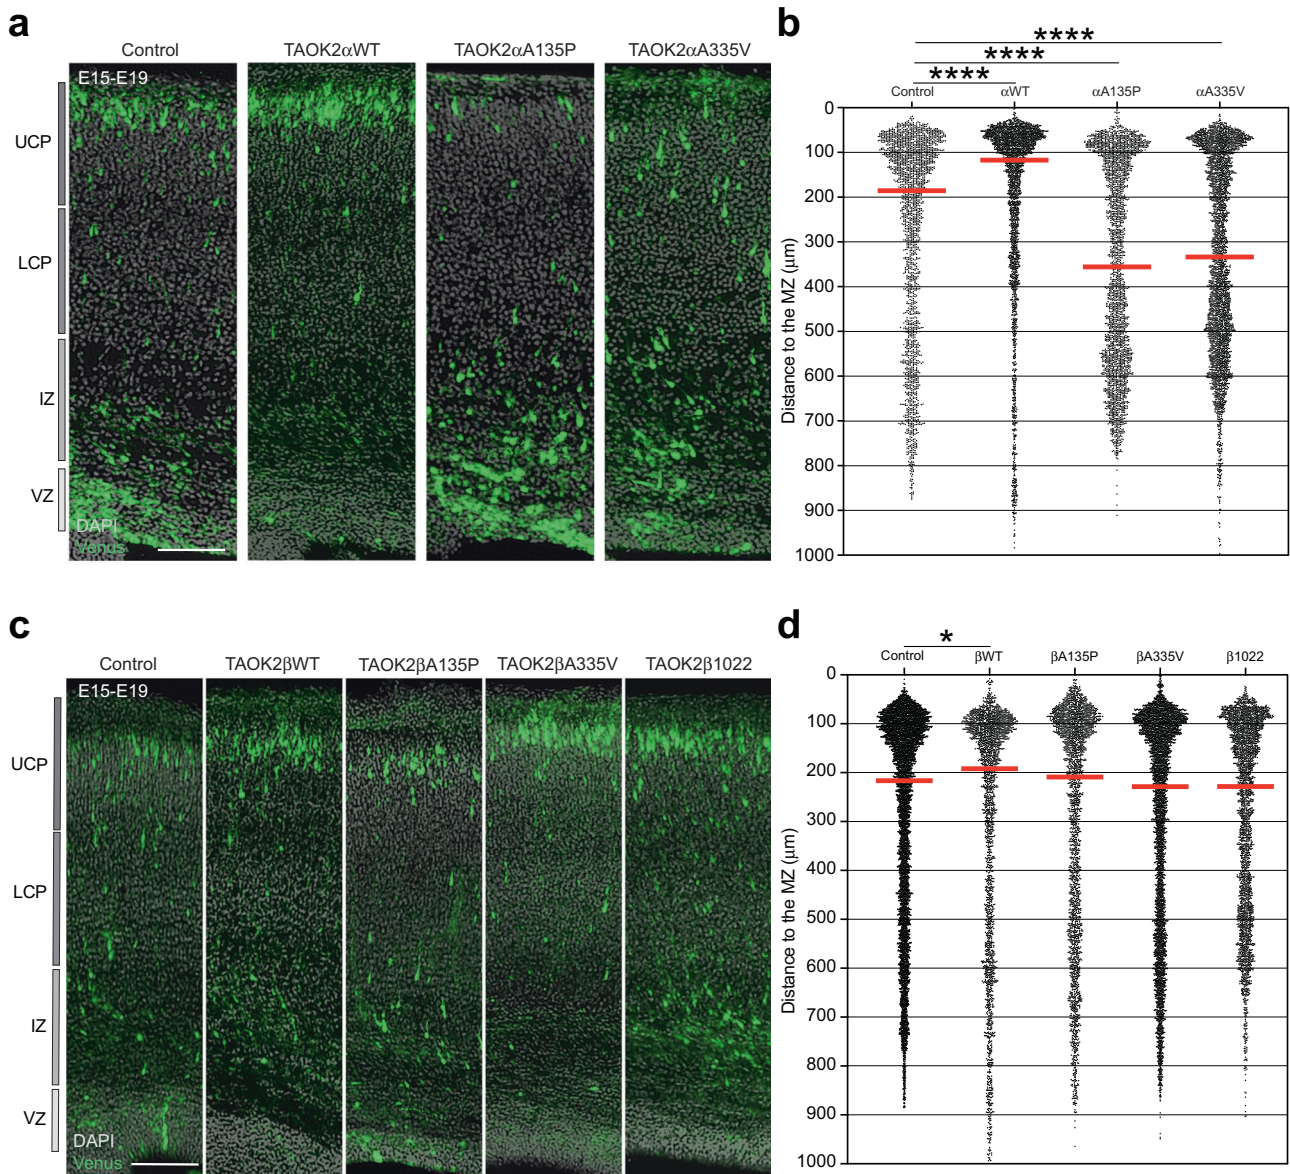 a
Control
TAOK2αWT
TAOK2αA135P
TAOK2αA335V
E15-E19
UCP
LCP
IZ
VZ
DAPI
Venus
b
****
****
****
Control
αWT
αA135P
αA335V
0
100
200
300
400
500
600
700
800
900
1000
Distance to the MZ (μm)
c
Control
TAOK2βWT
TAOK2βA135P
TAOK2βA335V
TAOK2β1022
E15-E19
UCP
LCP
IZ
VZ
DAPI
Venus
d
*
Control
βWT
βA135P
βA335V
β1022
0
100
200
300
400
500
600
700
800
900
1000
Distance to the MZ (μm)